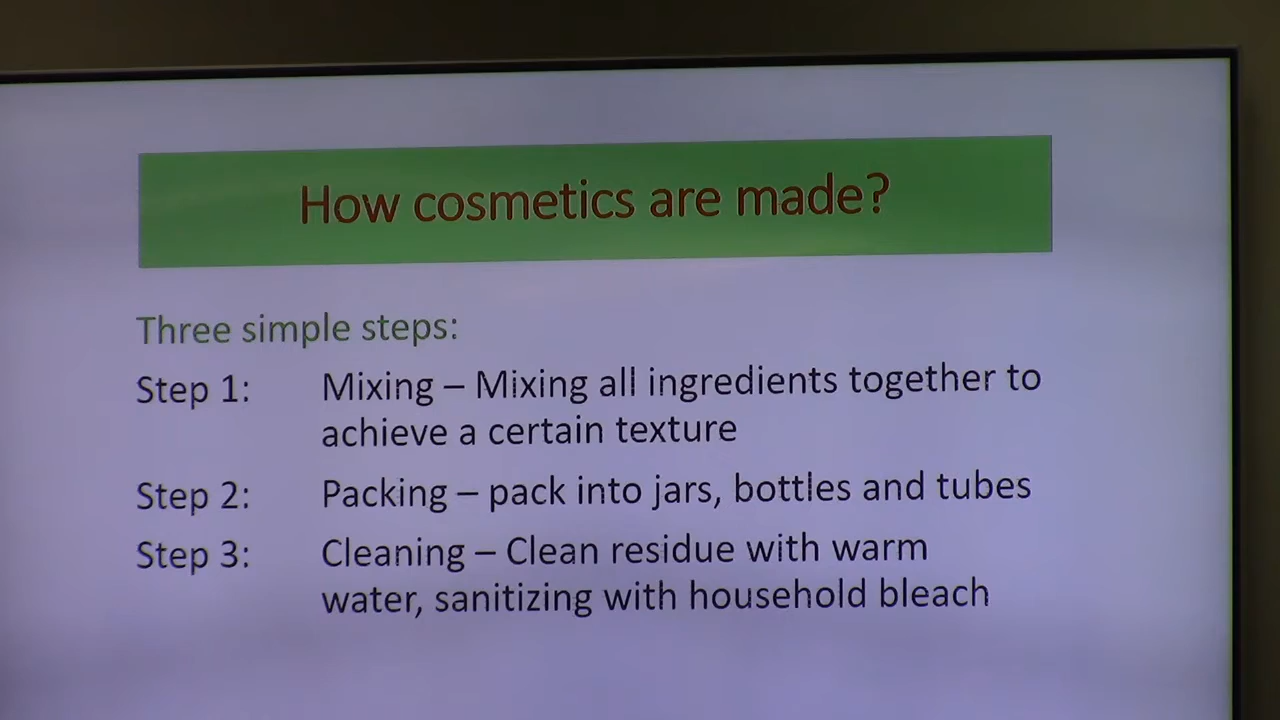 How cosmetics are made?
Three simple steps:
Step 1: Mixing – Mixing all ingredients together to
achieve a certain texture
Step 2: Packing – pack into jars, bottles and tubes
Step 3: Cleaning – Clean residue with warm
water, sanitizing with household bleach